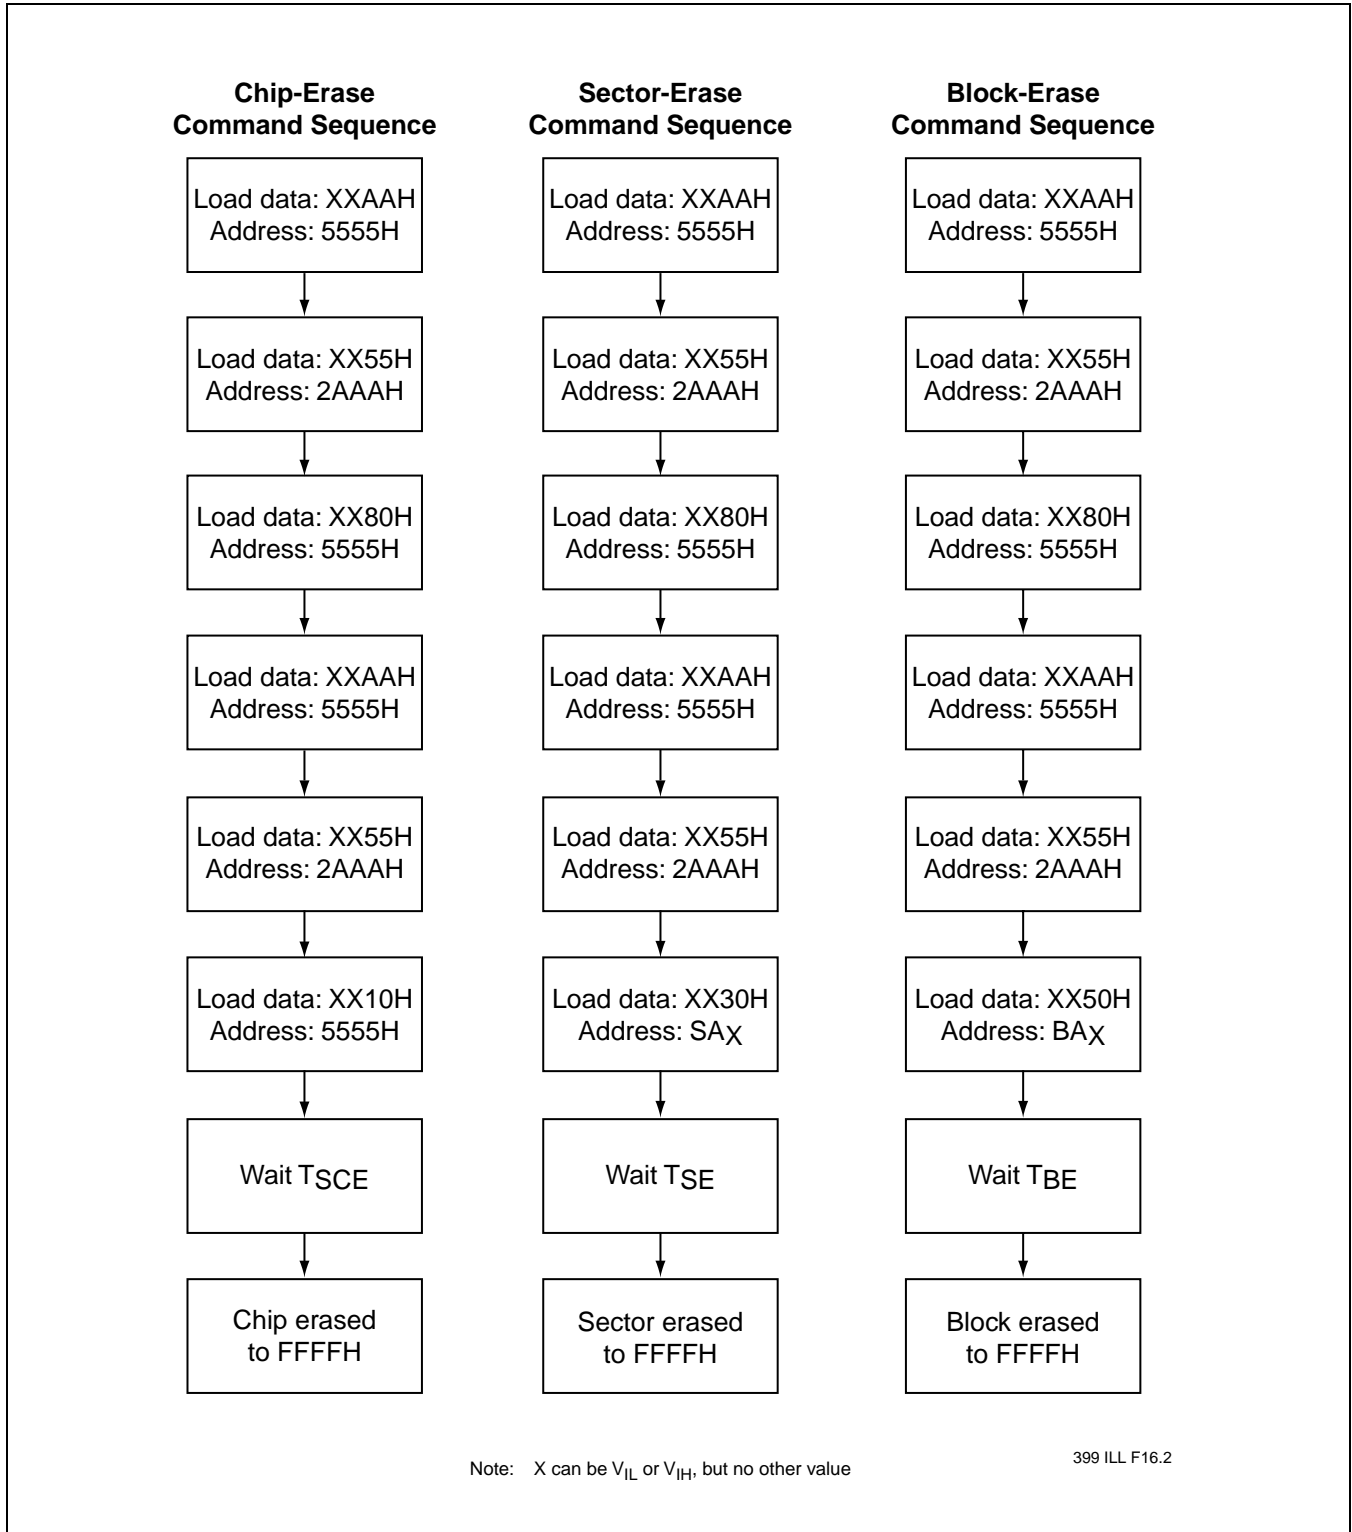 Chip-Erase
Command Sequence
Load data: XXAAH
Address: 5555H
Load data: XX55H
Address: 2AAAH
Load data: XX80H
Address: 5555H
Load data: XXAAH
Address: 5555H
Load data: XX55H
Address: 2AAAH
Load data: XX10H
Address: 5555H
Wait TSCE
Chip erased
to FFFFH
Sector-Erase
Command Sequence
Load data: XXAAH
Address: 5555H
Load data: XX55H
Address: 2AAAH
Load data: XX80H
Address: 5555H
Load data: XXAAH
Address: 5555H
Load data: XX55H
Address: 2AAAH
Load data: XX30H
Address: SAX
Wait TSE
Sector erased
to FFFFH
Block-Erase
Command Sequence
Load data: XXAAH
Address: 5555H
Load data: XX55H
Address: 2AAAH
Load data: XX80H
Address: 5555H
Load data: XXAAH
Address: 5555H
Load data: XX55H
Address: 2AAAH
Load data: XX50H
Address: BAX
Wait TBE
Block erased
to FFFFH
Note: X can be VIL or VIH, but no other value
399 ILL F16.2